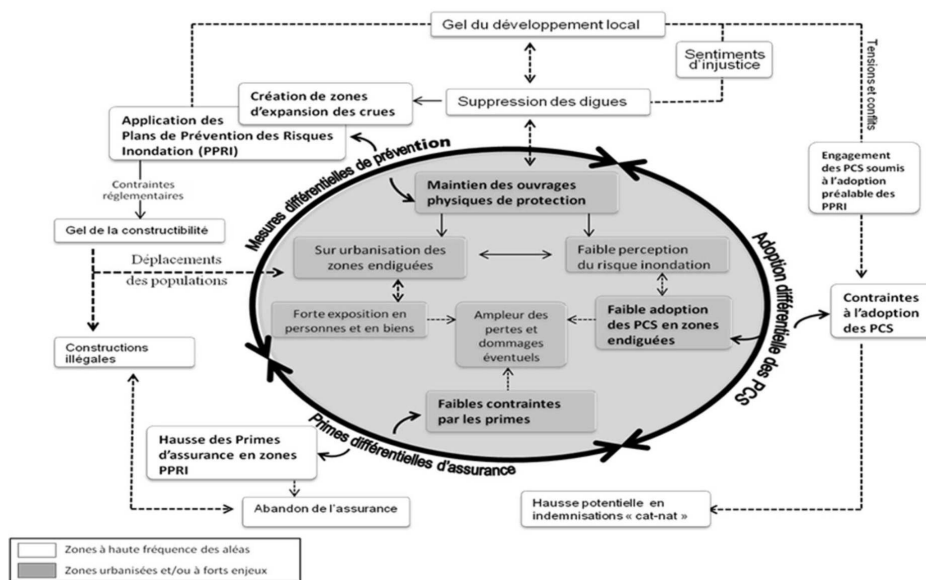 Gel du développement local
Sentiments
d'injustice
Tensions et conflits
Création de zones
d'expansion des crues
Suppression des digues
Application des
Plans de Prévention des Risques
Inondation (PPRI)
Mesures différentielles de prévention
Maintien des ouvrages
physiques de protection
Engagement
des PCS soumis
à l'adoption
préalable des
PPRI
Contraintes
réglementaires
Gel de la constructibilité
Sur urbanisation des
zones endiguées
Faible perception
du risque inondation
Adoption différentielle des PCS
Déplacements
des populations
Forte exposition en
personnes et en biens
Ampleur des
pertes et
dommages
éventuels
Faible adoption
des PCS en zones
endiguées
Contraintes
à l'adoption
des PCS
Constructions
illégales
Faibles contraintes
par les primes
Primes différentielles d'assurance
Hausse des Primes
d'assurance en zones
PPRI
Abandon de l'assurance
Hausse potentielle en
indemnisations « cat-nat »
Zones à haute fréquence des aléas
Zones urbanisées et/ou à forts enjeux